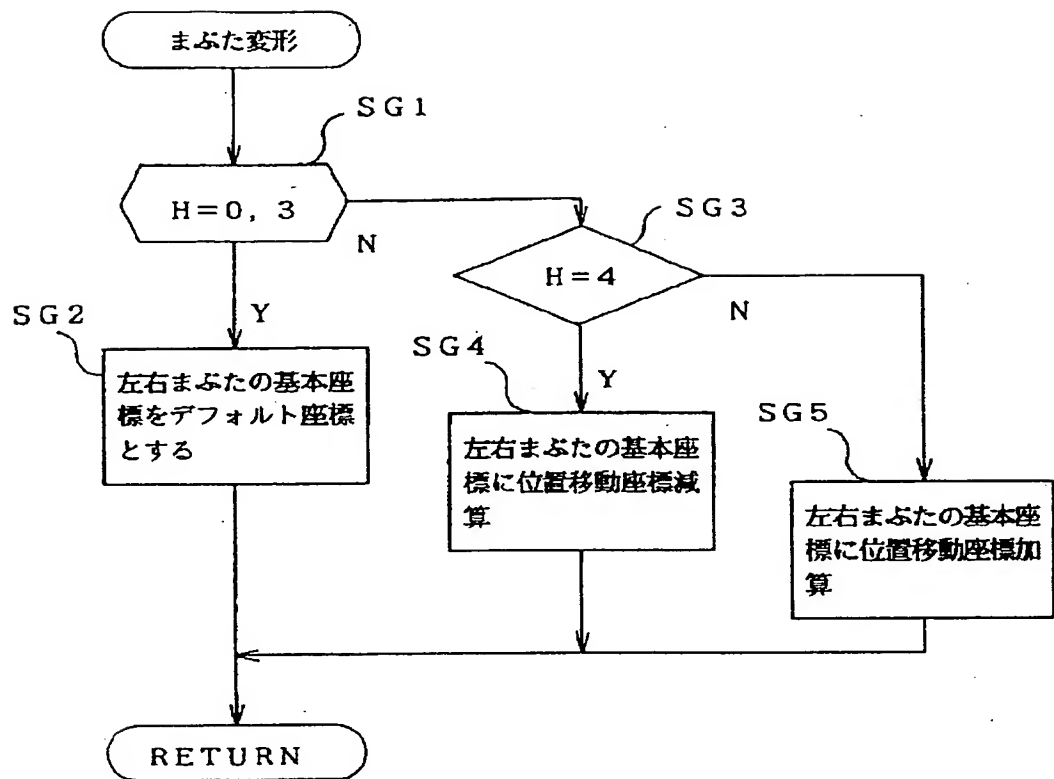 まぶた変形
SG1
H=0, 3
N
Y
SG3
H=4
N
Y
SG2
左右まぶたの基本座
標をデフォルト座標
とする
SG4
左右まぶたの基本座
標に位置移動座標減
算
SG5
左右まぶたの基本座
標に位置移動座標加
算
RETURN